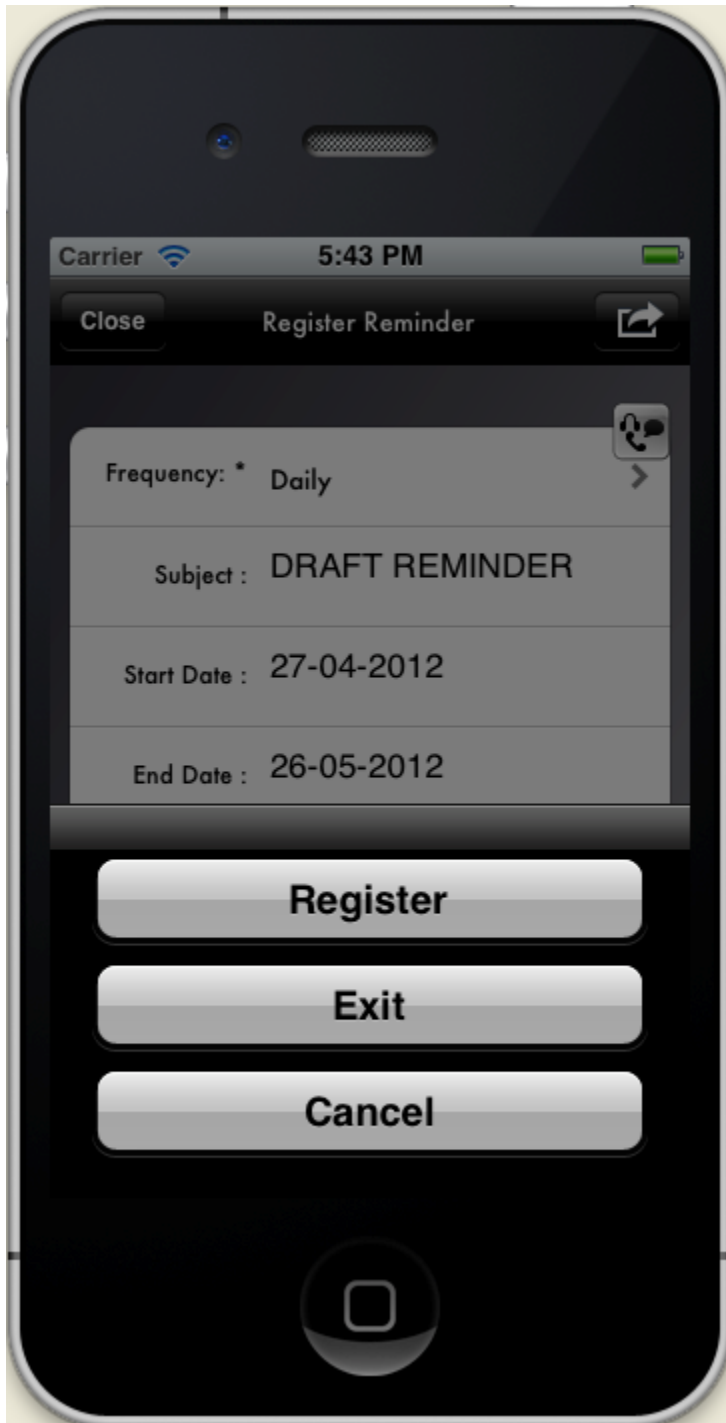 Carrier 5:43 PM
Close Register Reminder
Frequency: * Daily
Subject : DRAFT REMINDER
Start Date : 27-04-2012
End Date : 26-05-2012
Register
Exit
Cancel